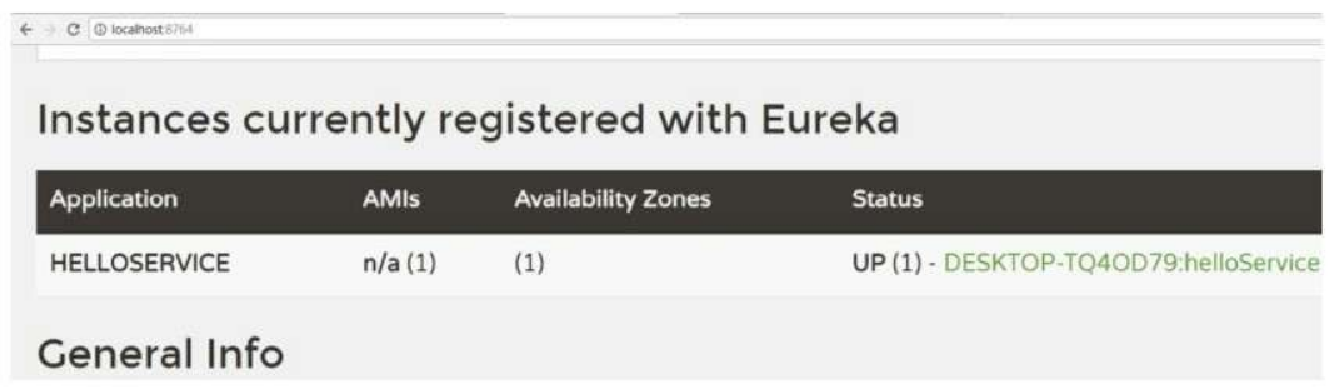 localhost:8764
Instances currently registered with Eureka
Application AMIs Availability Zones Status
HELLOSERVICE n/a (1) (1) UP (1) - DESKTOP-TQ4OD79:helloService
General Info